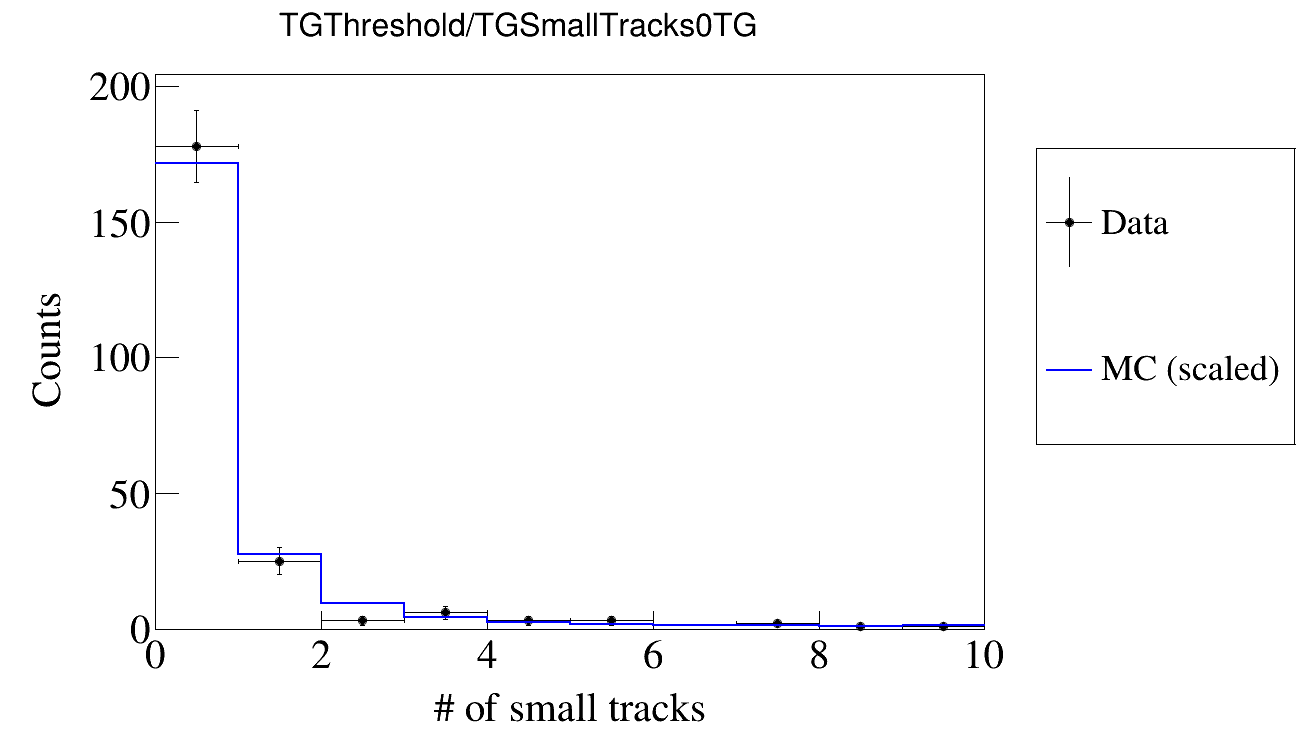 TGThreshold/TGSmallTracks0TG
200
150
100
50
0
Counts
0 2 4 6 8 10
# of small tracks
Data
MC (scaled)